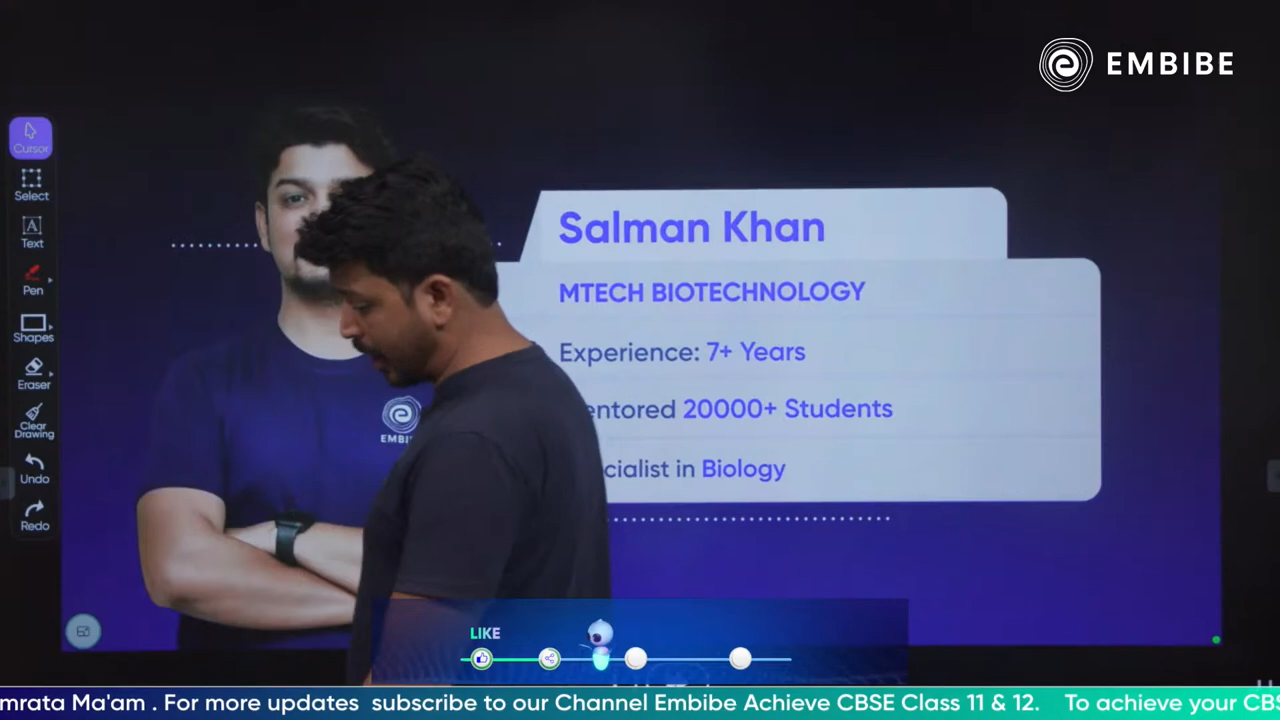 EMBIBE
Cursor
Select
Text
Pen
Shapes
Eraser
Clear
Drawing
Undo
Redo
Salman Khan
MTECH BIOTECHNOLOGY
Experience: 7+ Years
entored 20000+ Students
cialist in Biology
EMBI
LIKE
mrata Ma'am . For more updates subscribe to our Channel Embibe Achieve CBSE Class 11 & 12. To achieve your CBS